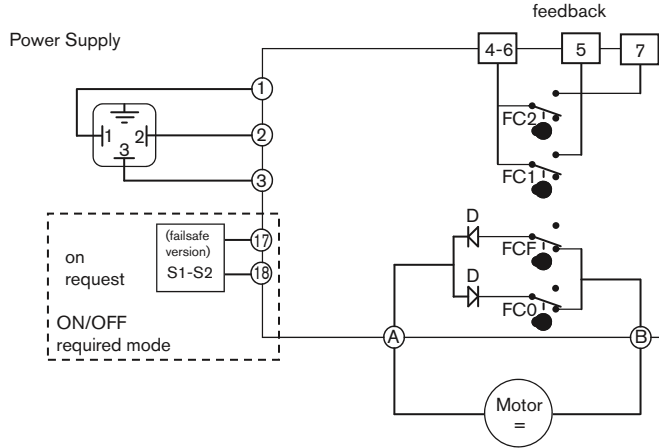 feedback
Power Supply
4-6
5
7
1
1
2
2
3
3
FC2
FC1
(failsafe
version)
S1-S2
17
18
on
request
ON/OFF
required mode
D
FCF
D
FC0
A
B
Motor
=